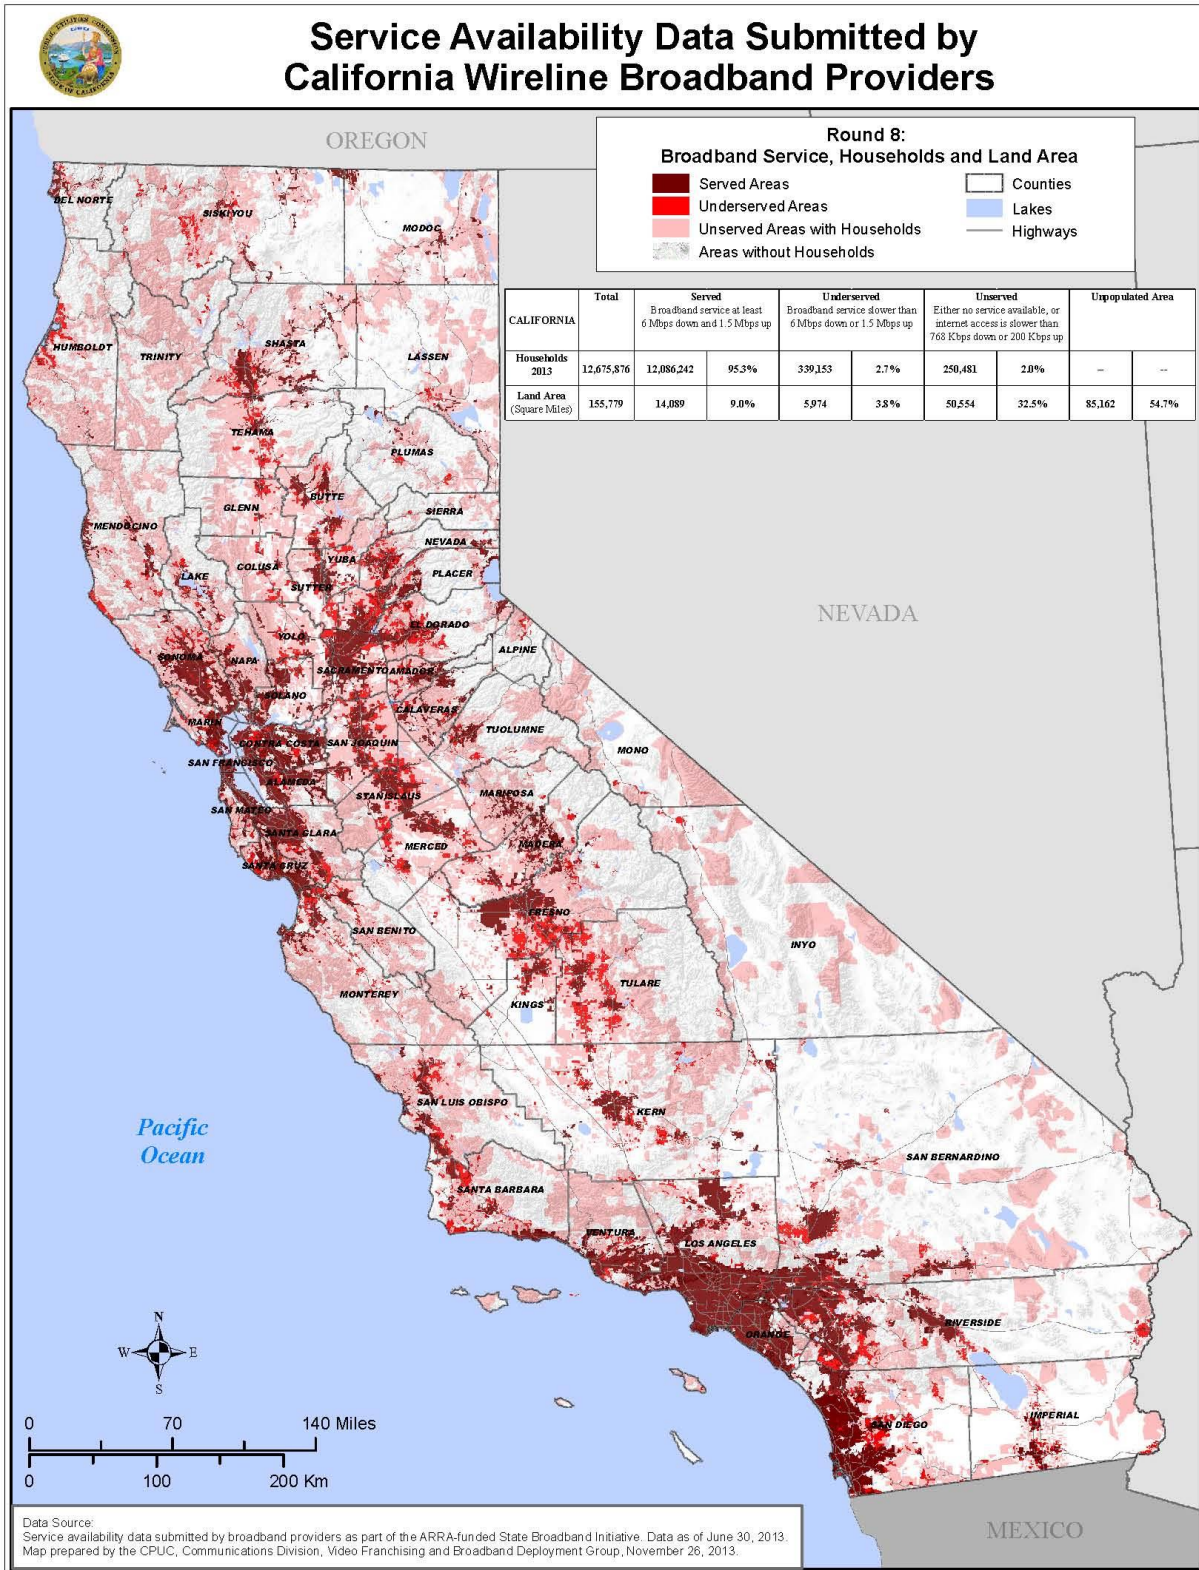 Service Availability Data Submitted by
California Wireline Broadband Providers
OREGON
Round 8:
Broadband Service, Households and Land Area
Served Areas
Underserved Areas
Unserved Areas with Households
Areas without Households
Counties
Lakes
Highways
CALIFORNIA
Total
Served
Broadband service at least
6 Mbps down and 1.5 Mbps up
Underserved
Broadband service slower than
6 Mbps down or 1.5 Mbps up
Unserved
Either no service available, or
internet access is slower than
768 Kbps down or 200 Kbps up
Unpopulated Area
Households
2013
12,675,876 12,086,242 95.3% 339,153 2.7% 250,481 2.0% -- --
Land Area
(Square Miles)
155,779 14,089 9.0% 5,974 3.8% 50,554 32.5% 85,162 54.7%
DEL NORTE
SISKIYOU
MODOC
HUMBOLDT
TRINITY
SHASTA
LASSEN
TEHAMA
PLUMAS
BUTTE
GLENN
SIERRA
MENDOCINO
NEVADA
YUBA
COLUSA
LAKE
PLACER
SUTTER
NEVADA
EL DORADO
YOLO
ALPINE
SONOMA
NAPA
SACRAMENTO
AMADOR
SOLANO
CALAVERAS
MARIN
TUOLUMNE
CONTRA COSTA
SAN JOAQUIN
MONO
SAN FRANCISCO
ALAMEDA
STANISLAUS
MARIPOSA
SAN MATEO
SANTA CLARA
MERCED
MADERA
SANTA CRUZ
FRESNO
SAN BENITO
INYO
TULARE
MONTEREY
KINGS
SAN LUIS OBISPO
KERN
Pacific
Ocean
SAN BERNARDINO
SANTA BARBARA
VENTURA
LOS ANGELES
RIVERSIDE
ORANGE
SAN DIEGO
IMPERIAL
N
W E
S
0 70 140 Miles
0 100 200 Km
MEXICO
Data Source:
Service availability data submitted by broadband providers as part of the ARRA-funded State Broadband Initiative. Data as of June 30, 2013.
Map prepared by the CPUC, Communications Division, Video Franchising and Broadband Deployment Group, November 26, 2013.